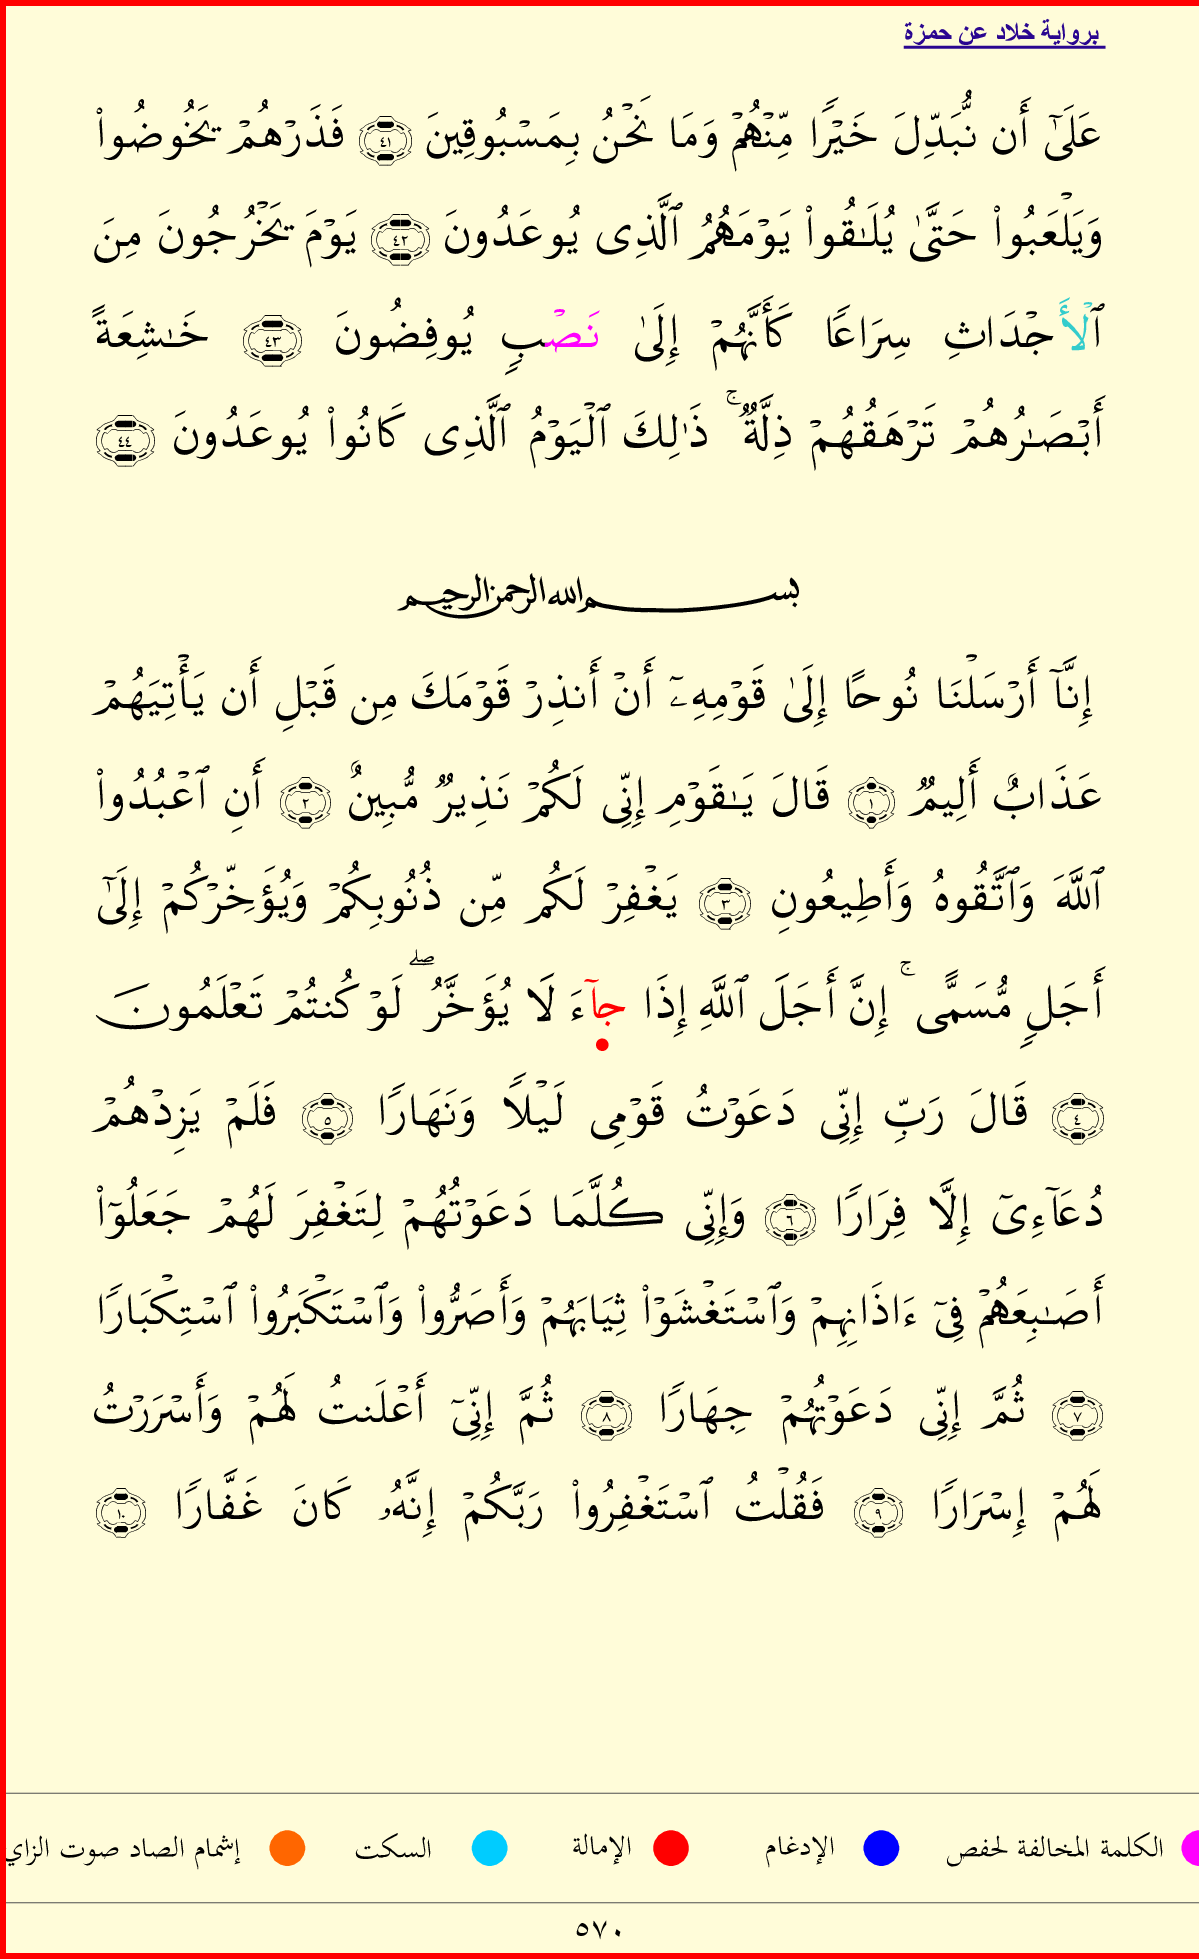 برواية خلاد عن حمزة
عَلَىٰٓ أَن نُّبَدِّلَ خَيْرًا مِّنْهُمْ وَمَا نَحْنُ بِمَسْبُوقِينَ ٤١ فَذَرْهُمْ يَخُوضُوا۟
وَيَلْعَبُوا۟ حَتَّىٰ يُلَـٰقُوا۟ يَوْمَهُمُ ٱلَّذِى يُوعَدُونَ ٤٢ يَوْمَ يَخْرُجُونَ مِنَ
ٱلْأَجْدَاثِ سِرَاعًا كَأَنَّهُمْ إِلَىٰ نَصْبٍ يُوفِضُونَ ٤٣ خَـٰشِعَةً
أَبْصَـٰرُهُمْ تَرْهَقُهُمْ ذِلَّةٌ ۚ ذَٰلِكَ ٱلْيَوْمُ ٱلَّذِى كَانُوا۟ يُوعَدُونَ ٤٤
بسم الله الرحمن الرحيم
إِنَّآ أَرْسَلْنَا نُوحًا إِلَىٰ قَوْمِهِۦٓ أَنْ أَنذِرْ قَوْمَكَ مِن قَبْلِ أَن يَأْتِيَهُمْ
عَذَابٌ أَلِيمٌ ١ قَالَ يَـٰقَوْمِ إِنِّى لَكُمْ نَذِيرٌ مُّبِينٌ ٢ أَنِ ٱعْبُدُوا۟
ٱللَّهَ وَٱتَّقُوهُ وَأَطِيعُونِ ٣ يَغْفِرْ لَكُم مِّن ذُنُوبِكُمْ وَيُؤَخِّرْكُمْ إِلَىٰٓ
أَجَلٍ مُّسَمًّى ۚ إِنَّ أَجَلَ ٱللَّهِ إِذَا جَآءَ لَا يُؤَخَّرُ ۖ لَوْ كُنتُمْ تَعْلَمُونَ
٤ قَالَ رَبِّ إِنِّى دَعَوْتُ قَوْمِى لَيْلًا وَنَهَارًا ٥ فَلَمْ يَزِدْهُمْ
دُعَآءِىٓ إِلَّا فِرَارًا ٦ وَإِنِّى كُلَّمَا دَعَوْتُهُمْ لِتَغْفِرَ لَهُمْ جَعَلُوٓا۟
أَصَـٰبِعَهُمْ فِىٓ ءَاذَانِهِمْ وَٱسْتَغْشَوْا۟ ثِيَابَهُمْ وَأَصَرُّوا۟ وَٱسْتَكْبَرُوا۟ ٱسْتِكْبَارًا
٧ ثُمَّ إِنِّى دَعَوْتُهُمْ جِهَارًا ٨ ثُمَّ إِنِّىٓ أَعْلَنتُ لَهُمْ وَأَسْرَرْتُ
لَهُمْ إِسْرَارًا ٩ فَقُلْتُ ٱسْتَغْفِرُوا۟ رَبَّكُمْ إِنَّهُۥ كَانَ غَفَّارًا ١٠
الكلمة المخالفة لحفص الإدغام الإمالة السكت إشمام الصاد صوت الزاي
٥٧٠